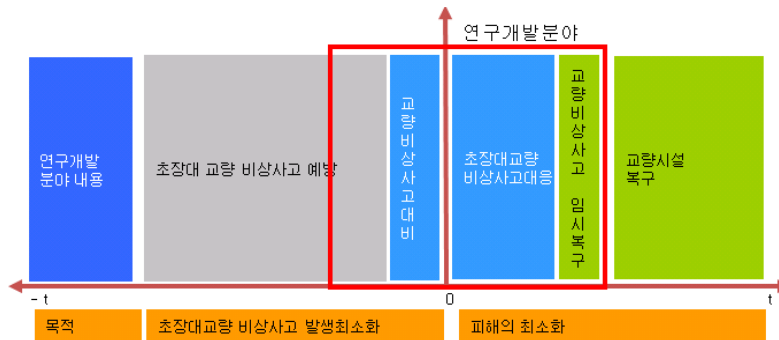 연구개발분야
연구개발
분야 내용
초장대 교량 비상사고 예방
교량비상사고대비
초장대교량
비상사고대응
교량비상사고 임시복구
교량시설
복구
- t
0
t
목적
초장대교량 비상사고 발생최소화
피해의 최소화